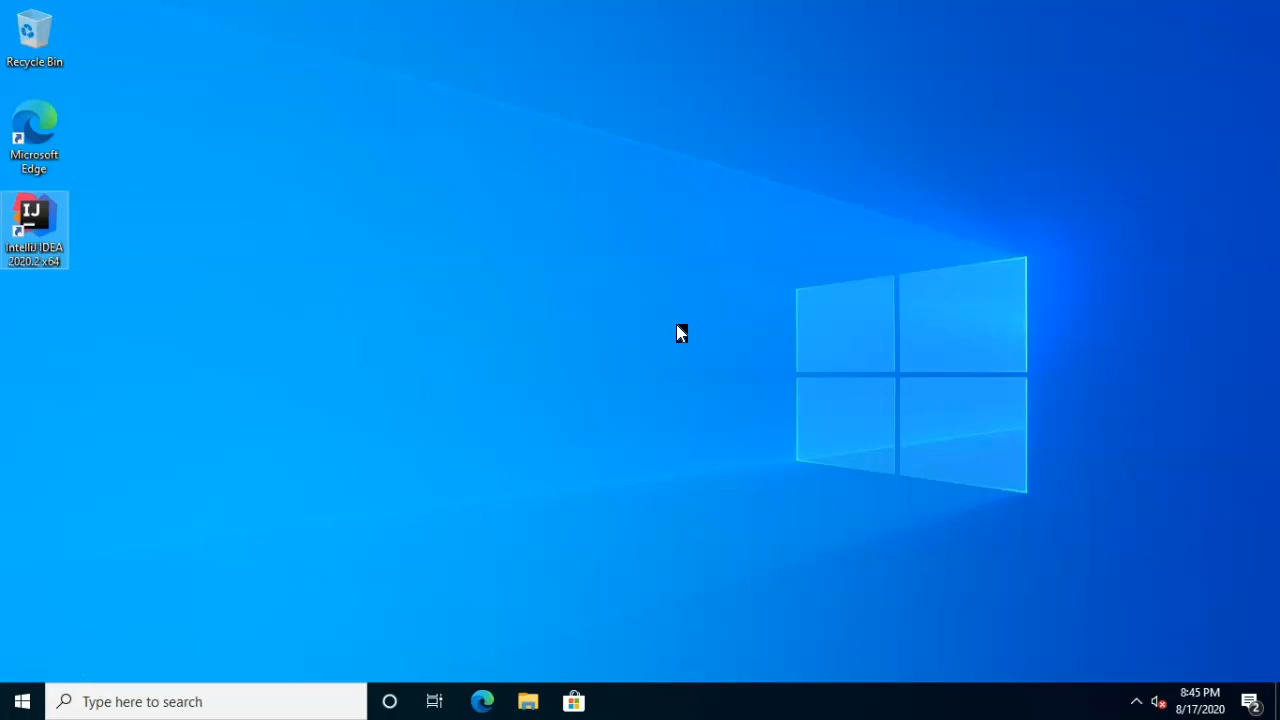 Recycle Bin
Microsoft
Edge
IJ
IntelliJ IDEA
2020.2 x64
Type here to search
8:45 PM
8/17/2020
2